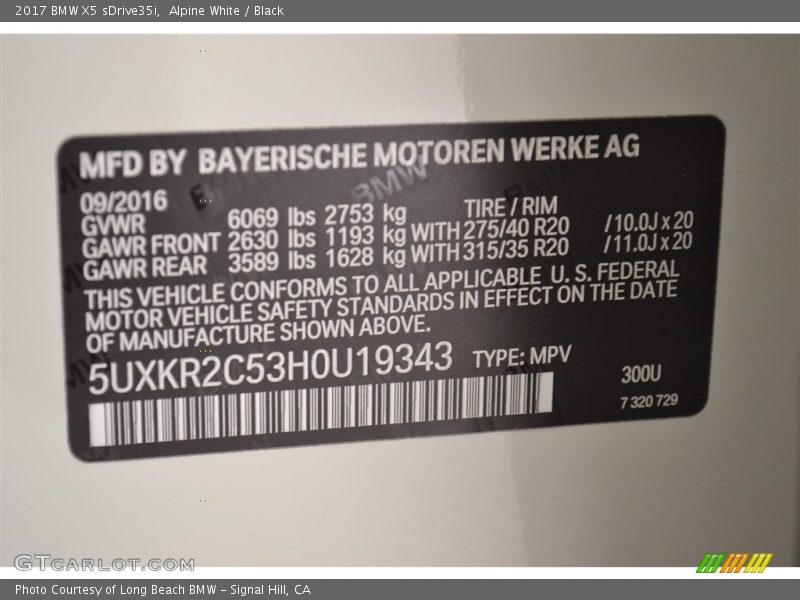 2017 BMW X5 sDrive35i, Alpine White / Black
MFD BY BAYERISCHE MOTOREN WERKE AG
09/2016 TIRE / RIM
GVWR 6069 lbs 2753 kg
GAWR FRONT 2630 lbs 1193 kg WITH 275/40 R20 /10.0J x 20
GAWR REAR 3589 lbs 1628 kg WITH 315/35 R20 /11.0J x 20
THIS VEHICLE CONFORMS TO ALL APPLICABLE U. S. FEDERAL
MOTOR VEHICLE SAFETY STANDARDS IN EFFECT ON THE DATE
OF MANUFACTURE SHOWN ABOVE.
5UXKR2C53H0U19343 TYPE: MPV
300U
7 320 729
GTCARLOT.COM
Photo Courtesy of Long Beach BMW - Signal Hill, CA